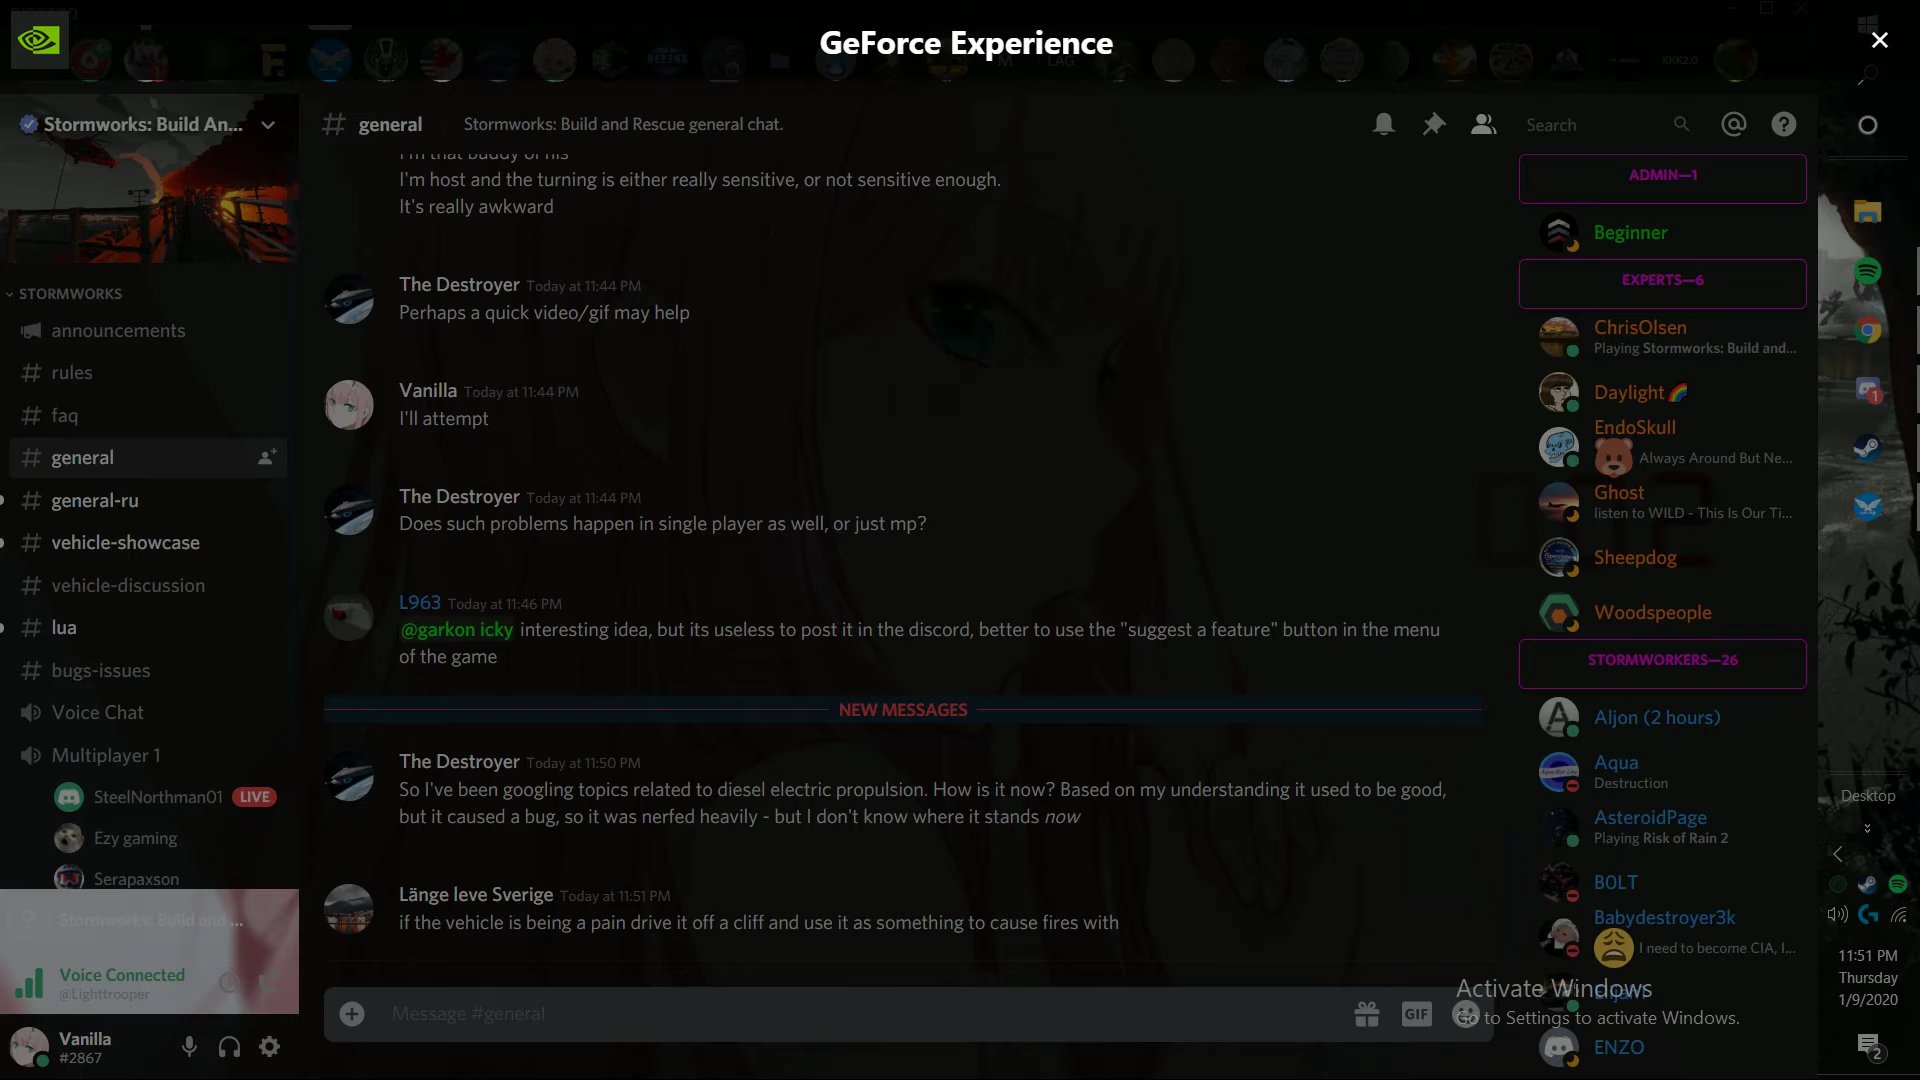 GeForce Experience
KKK2.0
Stormworks: Build An...
general
Stormworks: Build and Rescue general chat.
Search
STORMWORKS
announcements
rules
faq
general
general-ru
vehicle-showcase
vehicle-discussion
lua
bugs-issues
Voice Chat
Multiplayer 1
SteelNorthman01 LIVE
Ezy gaming
Serapaxson
Stormworks: Build and ...
Voice Connected
@Lighttrooper
Vanilla
#2867
I'm that buddy of his
I'm host and the turning is either really sensitive, or not sensitive enough.
It's really awkward
The Destroyer Today at 11:44 PM
Perhaps a quick video/gif may help
Vanilla Today at 11:44 PM
I'll attempt
The Destroyer Today at 11:44 PM
Does such problems happen in single player as well, or just mp?
L963 Today at 11:46 PM
@garkon icky interesting idea, but its useless to post it in the discord, better to use the "suggest a feature" button in the menu
of the game
NEW MESSAGES
The Destroyer Today at 11:50 PM
So I've been googling topics related to diesel electric propulsion. How is it now? Based on my understanding it used to be good,
but it caused a bug, so it was nerfed heavily - but I don't know where it stands now
Länge leve Sverige Today at 11:51 PM
if the vehicle is being a pain drive it off a cliff and use it as something to cause fires with
Message #general
GIF
ADMIN—1
Beginner
EXPERTS—6
ChrisOlsen
Playing Stormworks: Build and...
Daylight🌈
EndoSkull
Always Around But Ne...
Ghost
listen to WILD - This Is Our Ti...
Sheepdog
Woodspeople
STORMWORKERS—26
Aljon (2 hours)
Aqua
Destruction
AsteroidPage
Playing Risk of Rain 2
B0LT
Babydestroyer3k
I need to become CIA, I...
ENZO
Activate Windows
Go to Settings to activate Windows.
1
Desktop
11:51 PM
Thursday
1/9/2020
2